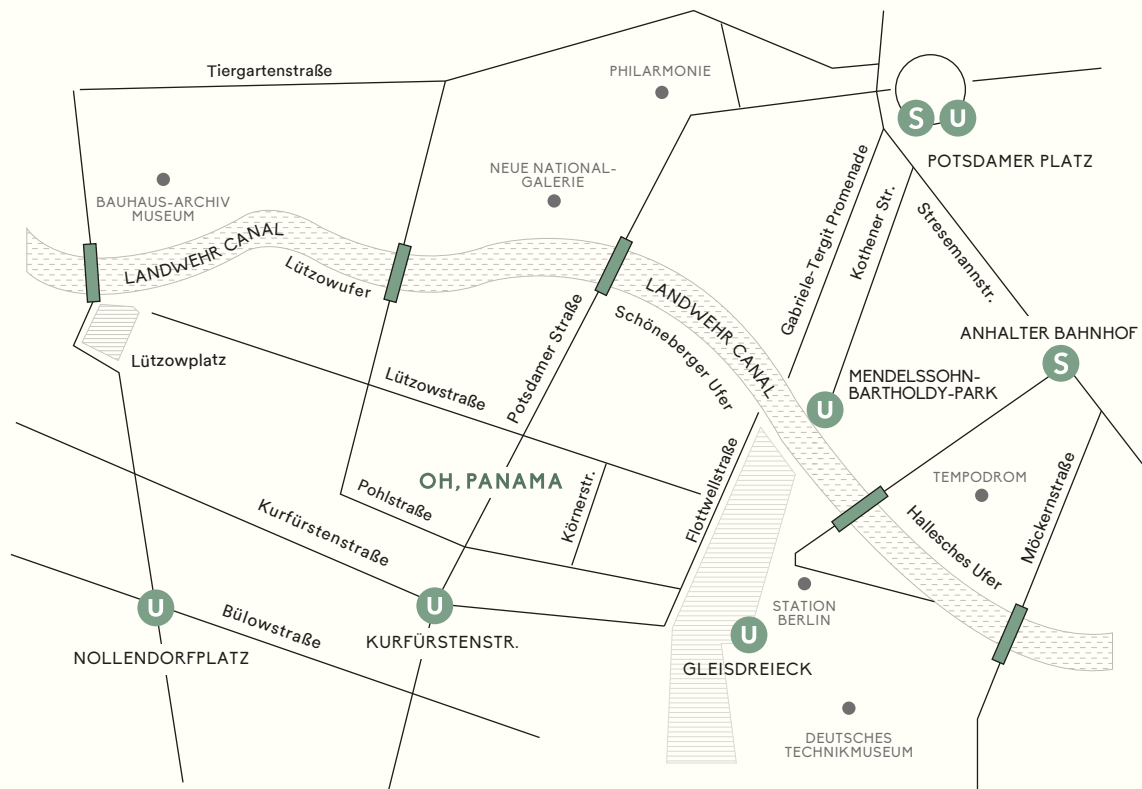 Tiergartenstraße
PHILARMONIE
S
U
POTSDAMER PLATZ
NEUE NATIONAL-
GALERIE
BAUHAUS-ARCHIV
MUSEUM
LANDWEHR CANAL
Lützowufer
Gabriele-Tergit Promenade
Kothener Str.
Stresemannstr.
LANDWEHR CANAL
Schöneberger Ufer
Potsdamer Straße
ANHALTER BAHNHOF
S
Lützowplatz
Lützowstraße
MENDELSSOHN-
BARTHOLDY-PARK
U
OH, PANAMA
Pohlstraße
Körnerstr.
Flottwellstraße
TEMPODROM
Möckernstraße
Hallesches Ufer
Kurfürstenstraße
U
NOLLENDORFPLATZ
Bülowstraße
U
KURFÜRSTENSTR.
STATION
BERLIN
U
GLEISDREIECK
DEUTSCHES
TECHNIKMUSEUM